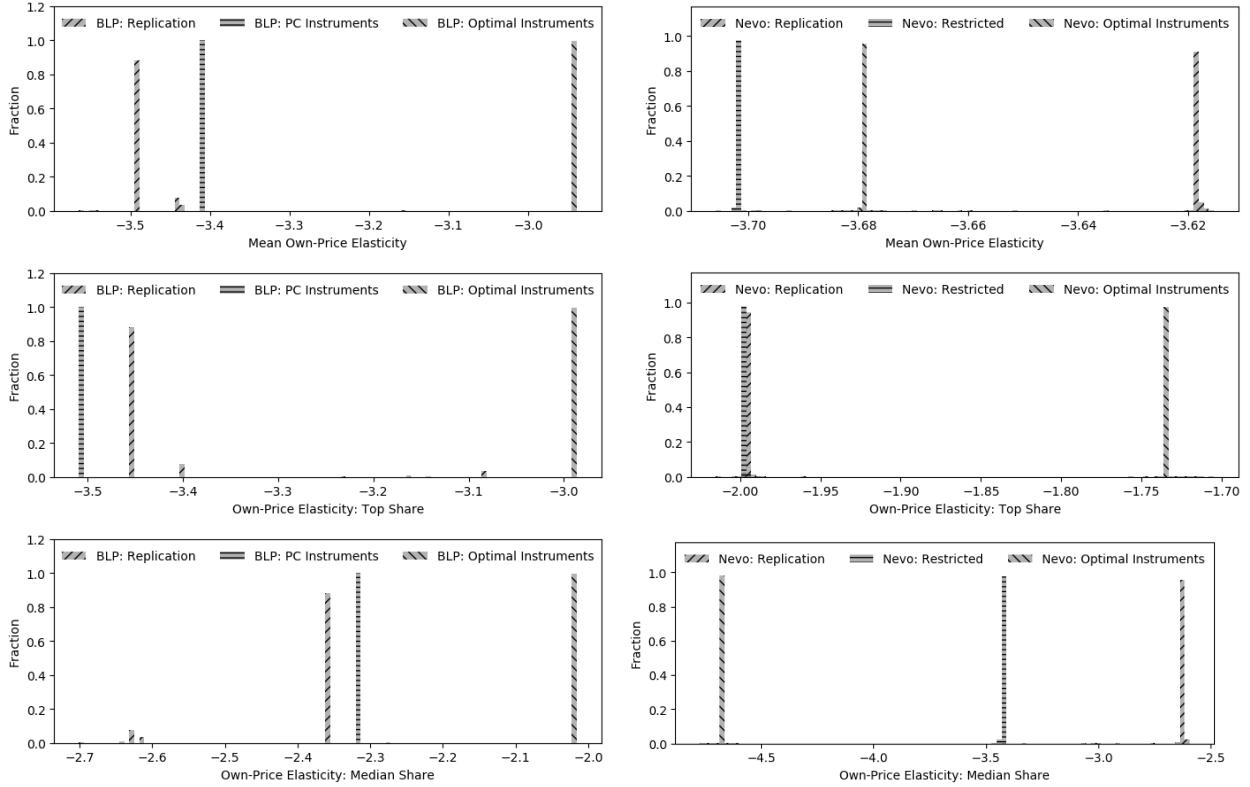 BLP: Replication BLP: PC Instruments BLP: Optimal Instruments
1.2
1.0
0.8
0.6
0.4
0.2
0.0
Fraction
−3.5 −3.4 −3.3 −3.2 −3.1 −3.0
Mean Own-Price Elasticity
Nevo: Replication Nevo: Restricted Nevo: Optimal Instruments
1.0
0.8
0.6
0.4
0.2
0.0
Fraction
−3.70 −3.68 −3.66 −3.64 −3.62
Mean Own-Price Elasticity
BLP: Replication BLP: PC Instruments BLP: Optimal Instruments
1.2
1.0
0.8
0.6
0.4
0.2
0.0
Fraction
−3.5 −3.4 −3.3 −3.2 −3.1 −3.0
Own-Price Elasticity: Top Share
Nevo: Replication Nevo: Restricted Nevo: Optimal Instruments
1.0
0.8
0.6
0.4
0.2
0.0
Fraction
−2.00 −1.95 −1.90 −1.85 −1.80 −1.75 −1.70
Own-Price Elasticity: Top Share
BLP: Replication BLP: PC Instruments BLP: Optimal Instruments
1.2
1.0
0.8
0.6
0.4
0.2
0.0
Fraction
−2.7 −2.6 −2.5 −2.4 −2.3 −2.2 −2.1 −2.0
Own-Price Elasticity: Median Share
Nevo: Replication Nevo: Restricted Nevo: Optimal Instruments
1.0
0.8
0.6
0.4
0.2
0.0
Fraction
−4.5 −4.0 −3.5 −3.0 −2.5
Own-Price Elasticity: Median Share